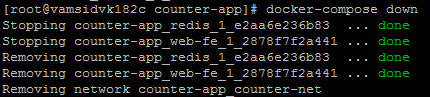 [root@vamsidvk182c counter-app]# docker-compose down
Stopping counter-app_redis_1_e2aa6e236b83 ... done
Stopping counter-app_web-fe_1_2878f7f2a441 ... done
Removing counter-app_redis_1_e2aa6e236b83 ... done
Removing counter-app_web-fe_1_2878f7f2a441 ... done
Removing network counter-app_counter-net